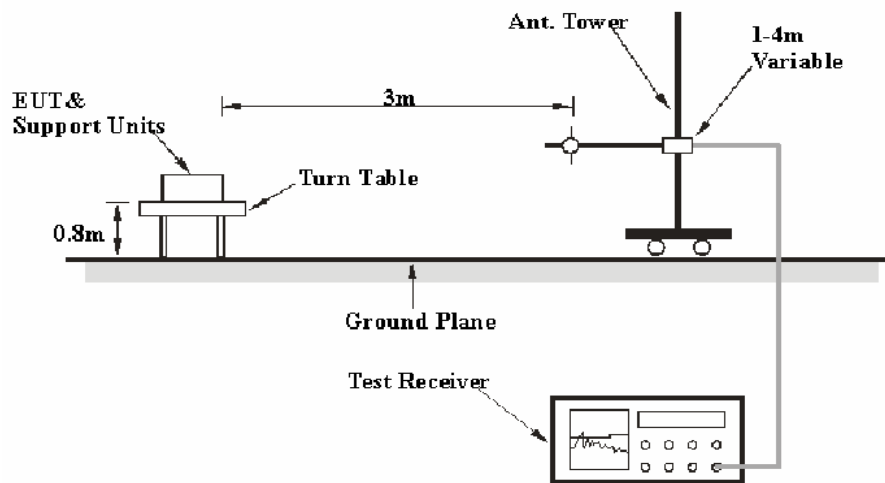 Ant. Tower
1-4m
Variable
3m
EUT&
Support Units
Turn Table
0.8m
Ground Plane
Test Receiver